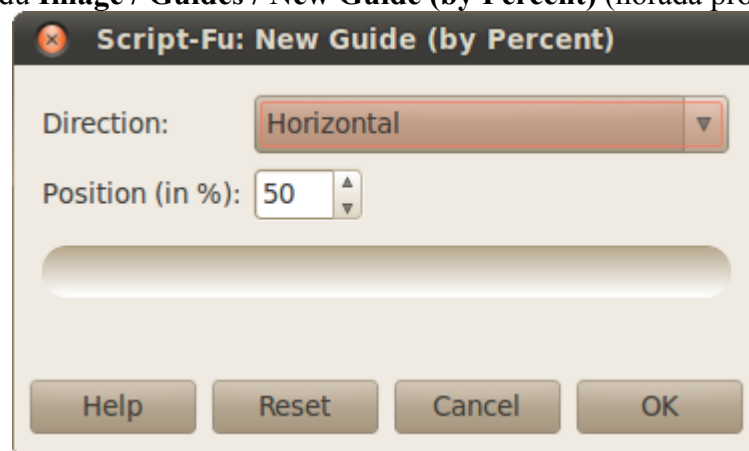 Image / Guides / New Guide (by Percent)
Script-Fu: New Guide (by Percent)
Direction: Horizontal
Position (in %): 50
Help Reset Cancel OK